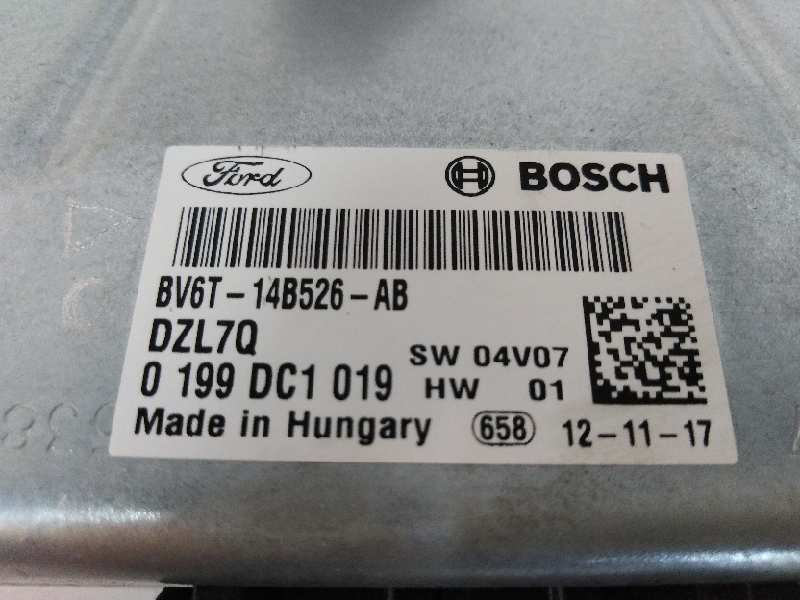 Ford BOSCH
BV6T-14B526-AB
DZL7Q
SW 04V07
0 199 DC1 019 HW 01
Made in Hungary 658 12-11-17